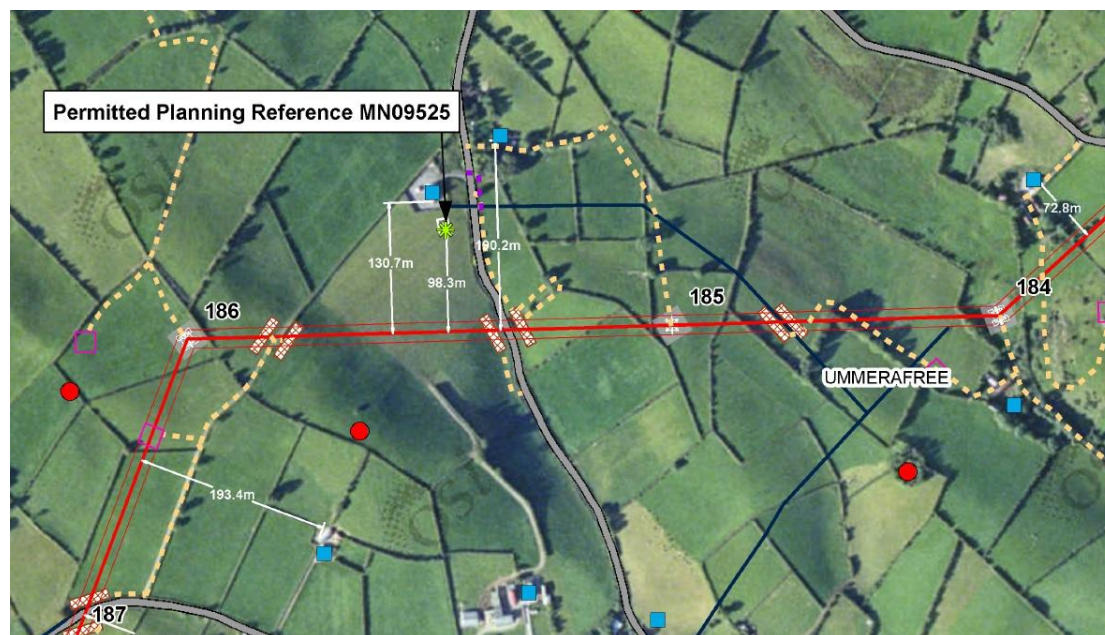 Permitted Planning Reference MN09525
130.7m
98.3m
190.2m
72.8m
186
185
184
UMMERAFREE
193.4m
187